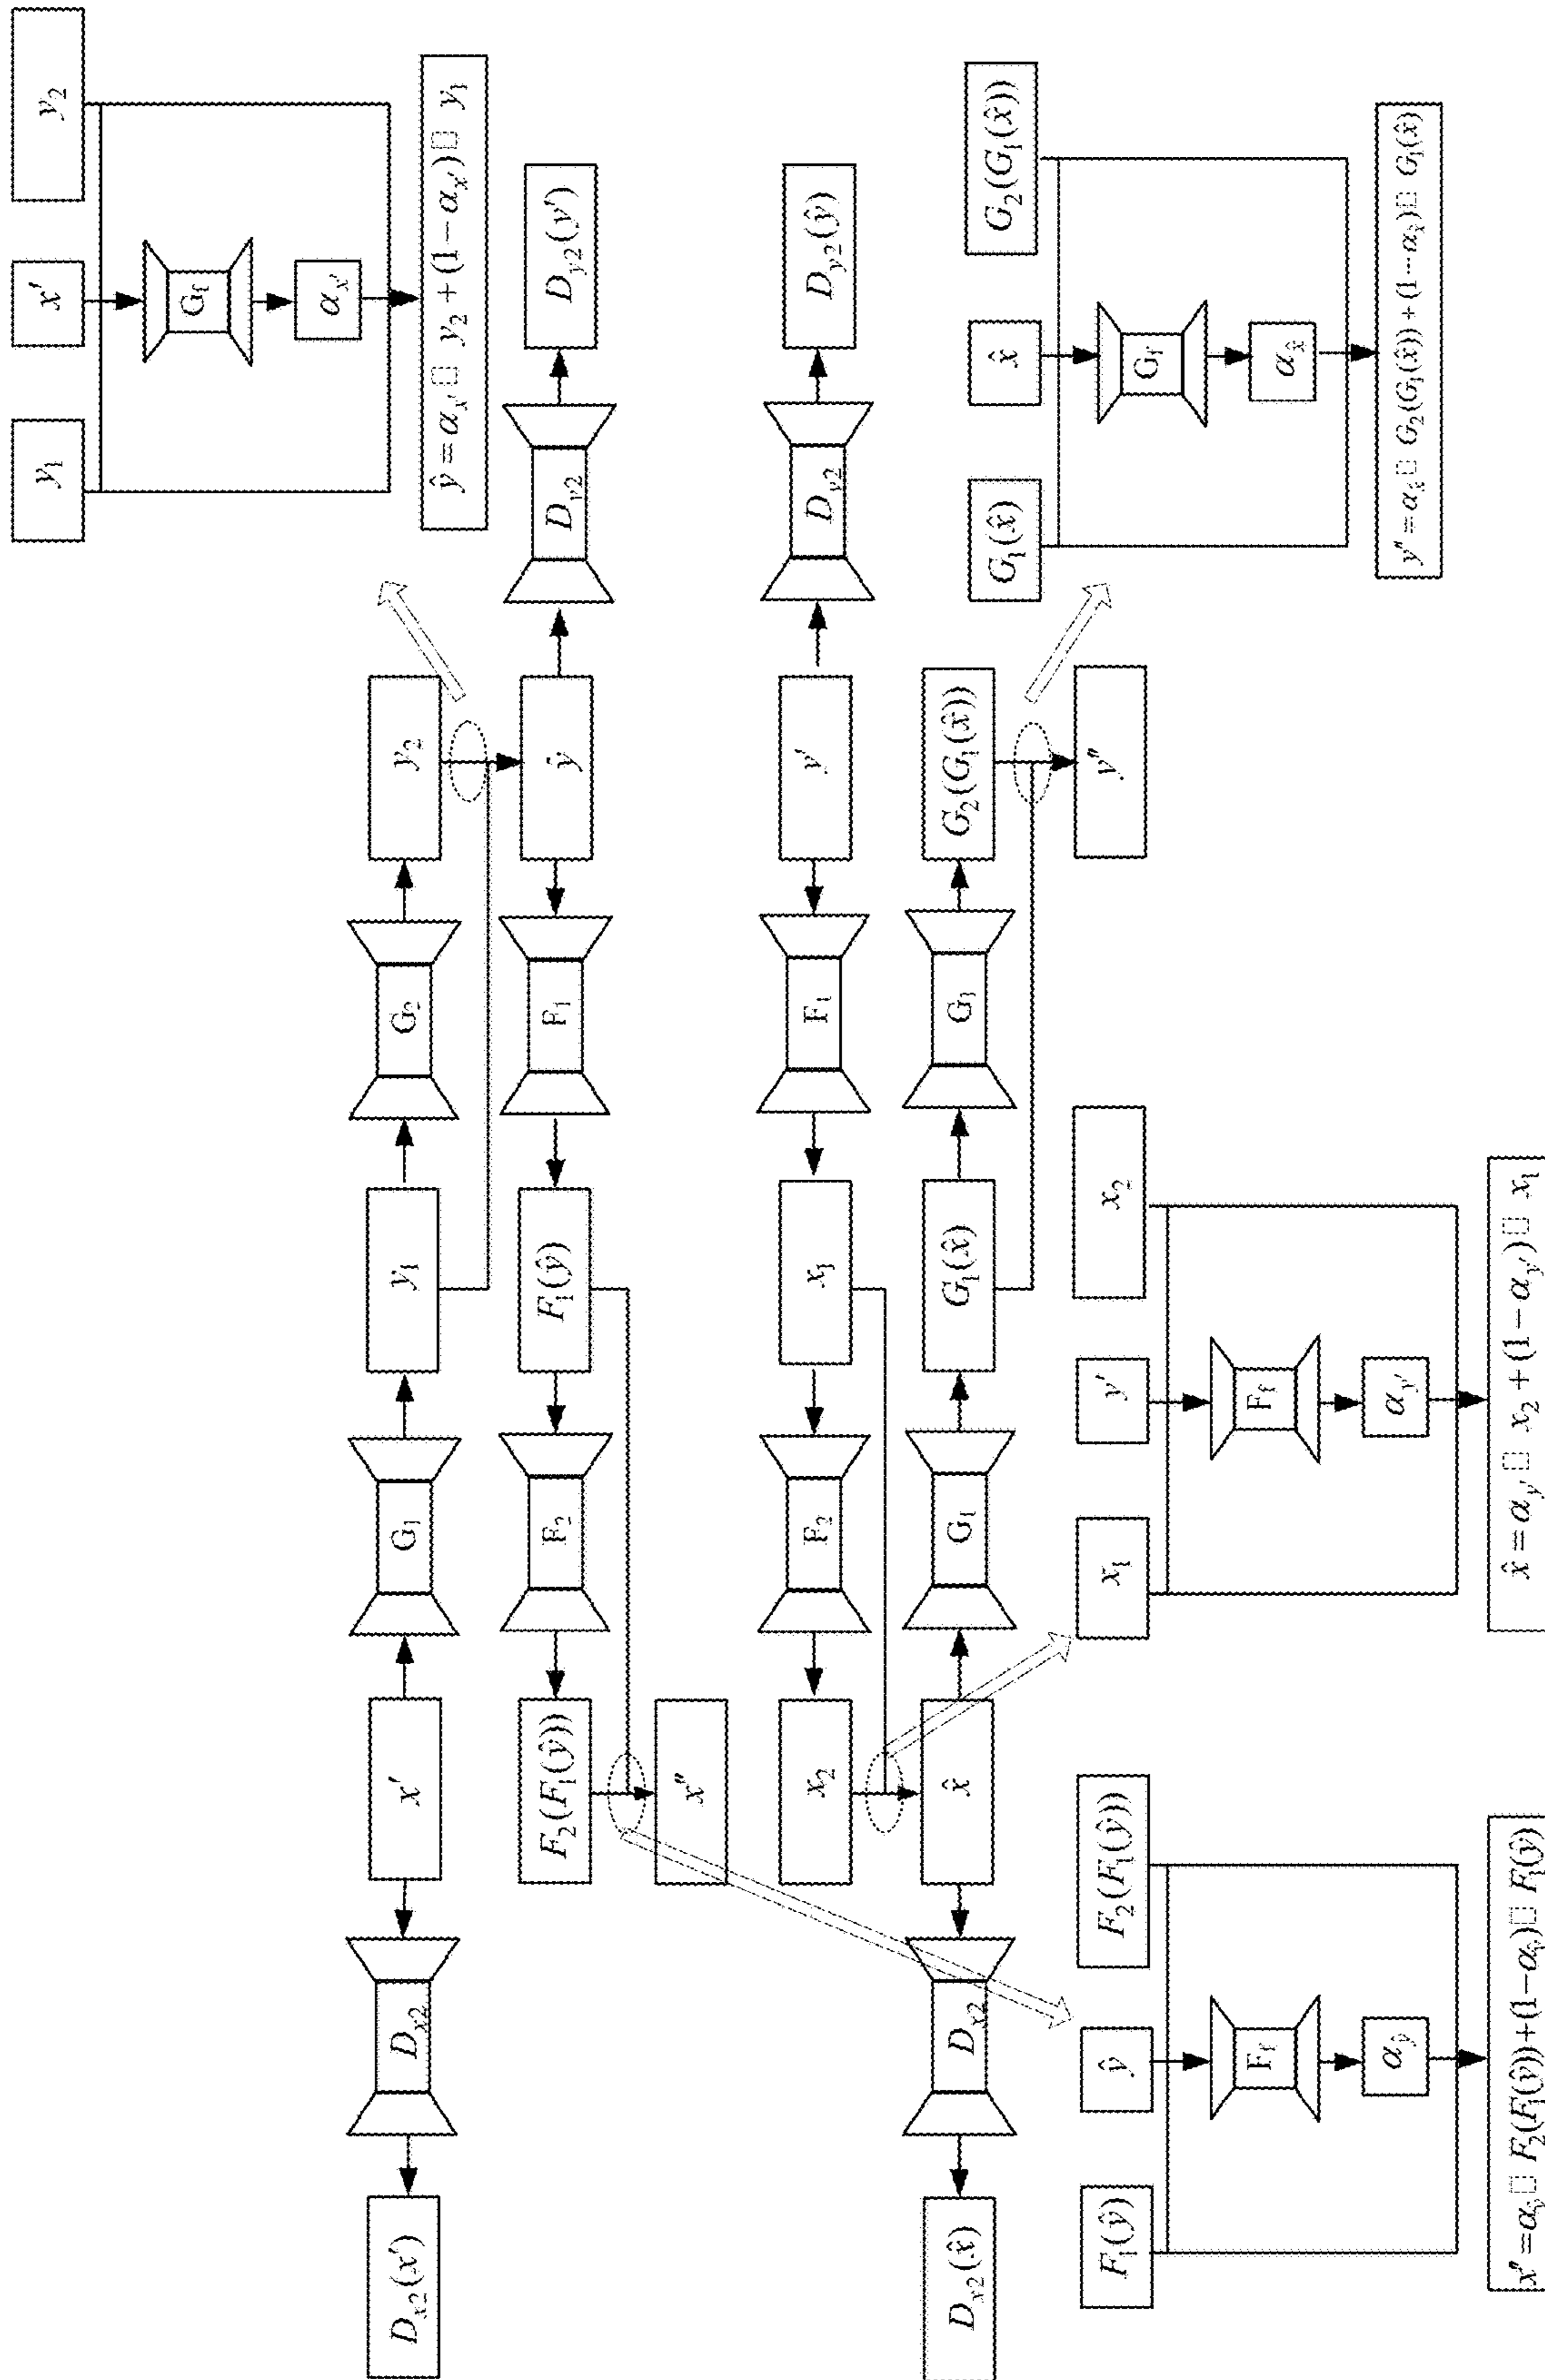 y₁
x′
y₂
G_f
α_x′
ŷ = α_x′ □ y₂ + (1 − α_x′) □ y₁
D_x2(x′)
D_x2
x′
G₁
y₁
G₂
y₂
F₂(F₁(ŷ))
F₂
F₁(ŷ)
F₁
ŷ
D_y2
D_y2(y′)
x″
x₂
F₂
x₁
F₁
y′
D_y2
D_y2(ŷ)
D_x2(x̂)
D_x2
x̂
G₁
G₁(x̂)
G₁
G₂(G₁(x̂))
y″
G₁(x̂)
x̂
G₂(G₁(x̂))
G_f
α_x̂
y″ = α_x̂ □ G₂(G₁(x̂)) + (1 − α_x̂) □ G₁(x̂)
F₁(ŷ)
ŷ
F₂(F₁(ŷ))
F_f
α_ŷ
x″ = α_ŷ □ F₂(F₁(ŷ)) + (1 − α_ŷ) □ F₁(ŷ)
x₁
y′
x₂
F_f
α_y′
x̂ = α_y′ □ x₂ + (1 − α_y′) □ x₁